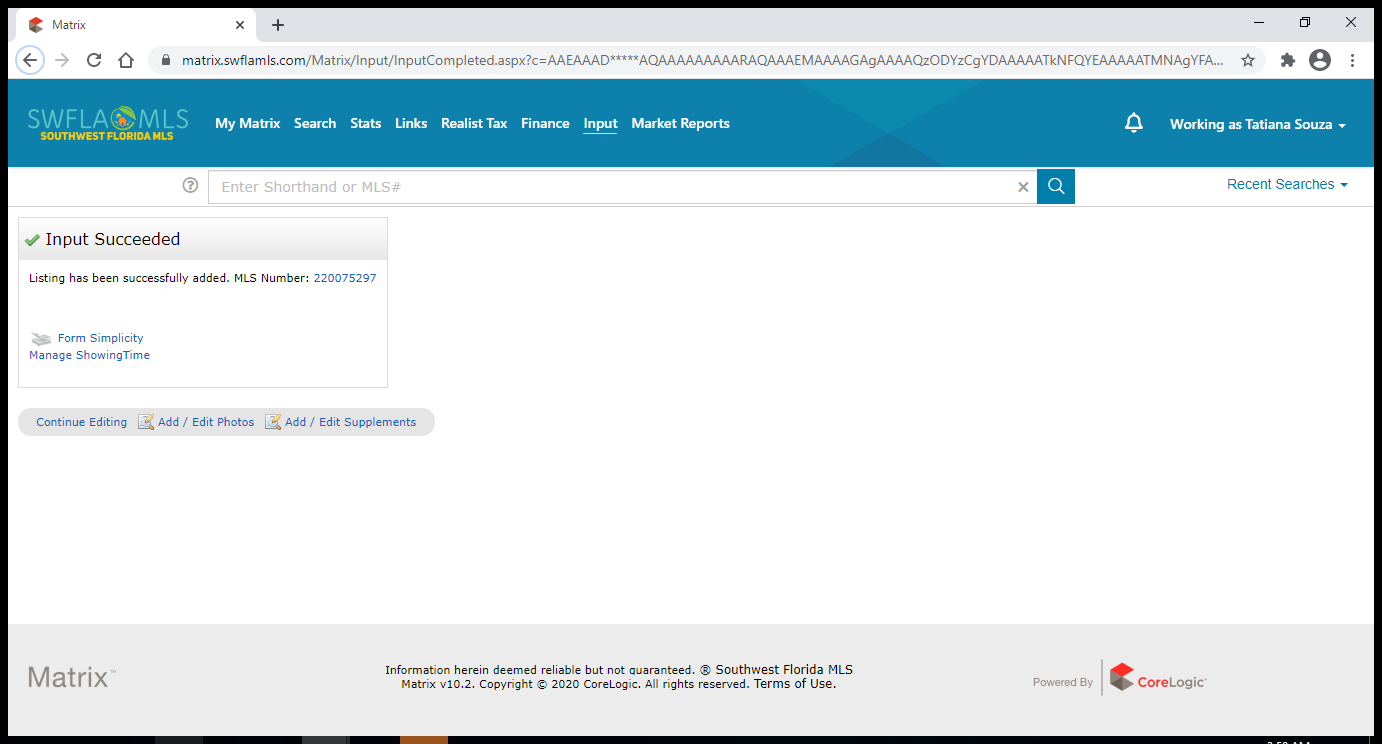 Matrix
matrix.swflamls.com/Matrix/Input/InputCompleted.aspx?c=AAEAAAD*****AQAAAAAAAAARAQAAAEMAAAAGAgAAAAQzODYzCgYDAAAAATkNFQYEAAAAATMNAgYFA...
SWFLA MLS
SOUTHWEST FLORIDA MLS
My Matrix Search Stats Links Realist Tax Finance Input Market Reports
Working as Tatiana Souza
? Enter Shorthand or MLS#
Recent Searches
Input Succeeded
Listing has been successfully added. MLS Number: 220075297
Form Simplicity
Manage ShowingTime
Continue Editing Add / Edit Photos Add / Edit Supplements
Matrix™
Information herein deemed reliable but not guaranteed. ® Southwest Florida MLS
Matrix v10.2. Copyright © 2020 CoreLogic. All rights reserved. Terms of Use.
Powered By CoreLogic